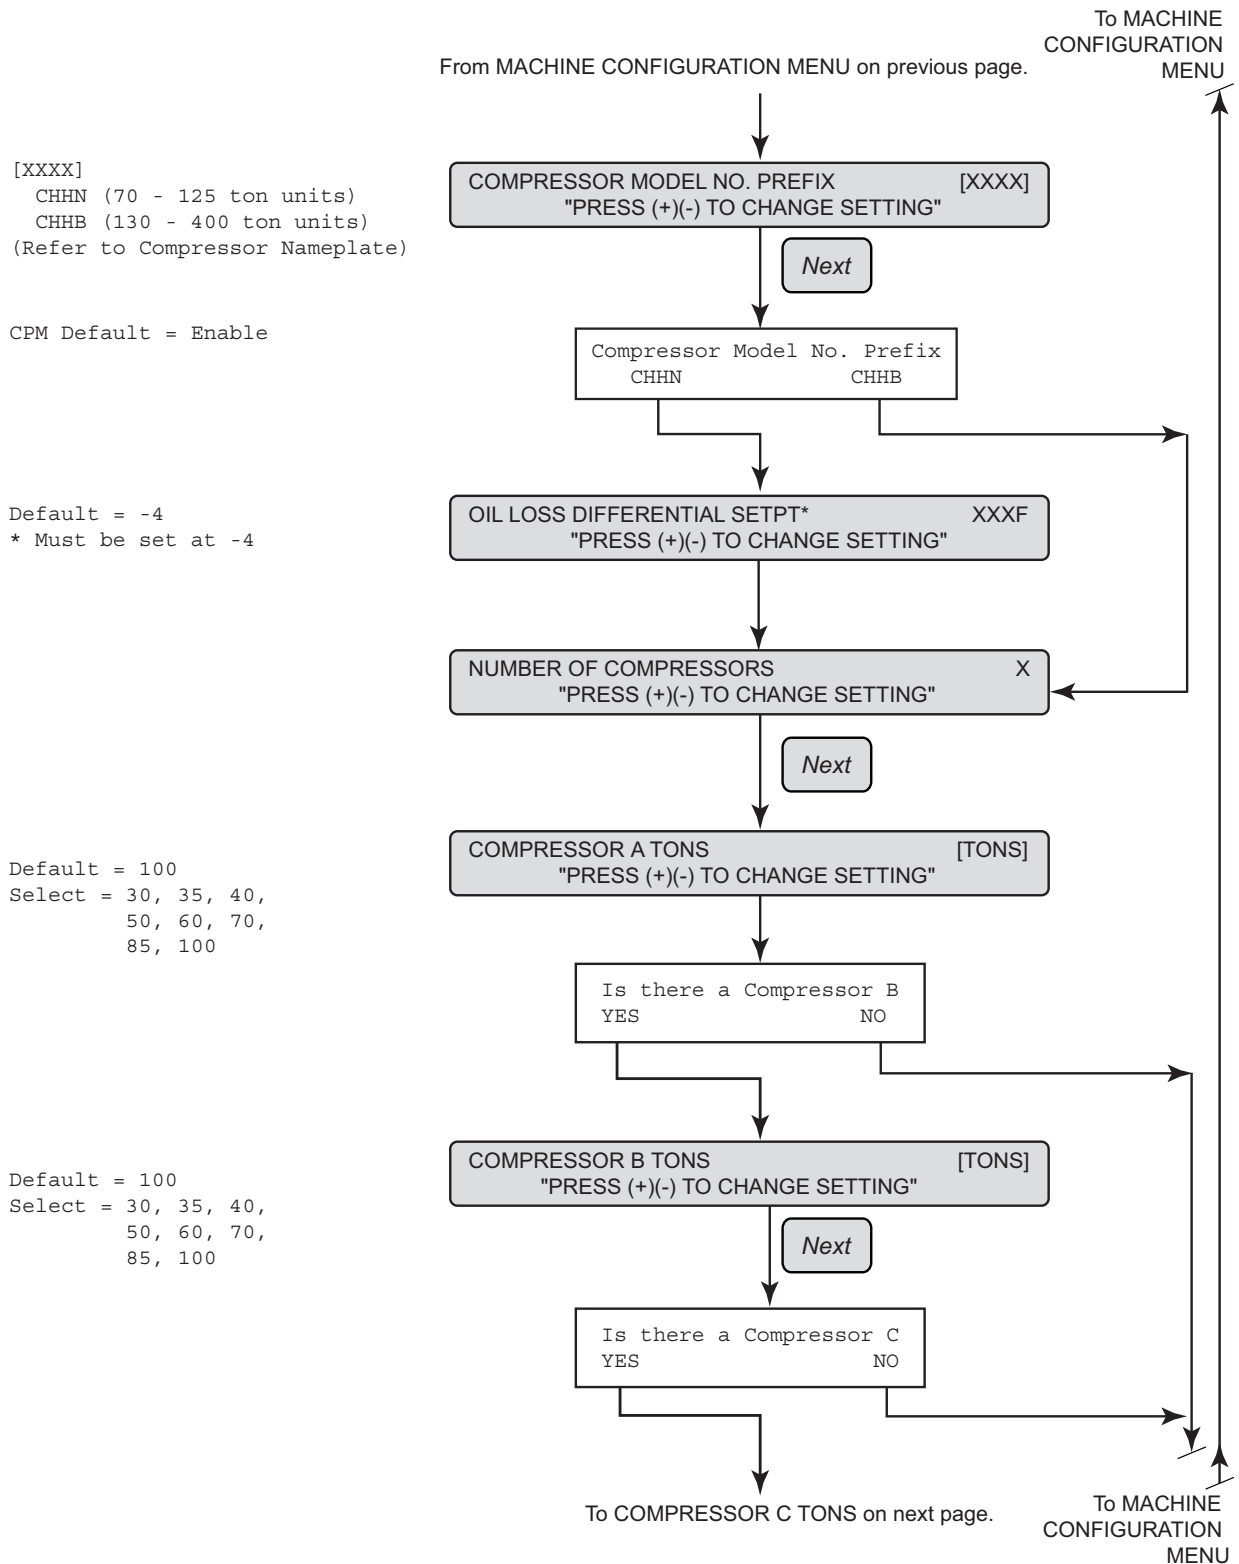 To MACHINE
CONFIGURATION
MENU
From MACHINE CONFIGURATION MENU on previous page.
[XXXX]
CHHN (70 - 125 ton units)
CHHB (130 - 400 ton units)
(Refer to Compressor Nameplate)
COMPRESSOR MODEL NO. PREFIX [XXXX]
"PRESS (+)(-) TO CHANGE SETTING"
Next
CPM Default = Enable
Compressor Model No. Prefix
CHHN CHHB
Default = -4
* Must be set at -4
OIL LOSS DIFFERENTIAL SETPT* XXXF
"PRESS (+)(-) TO CHANGE SETTING"
NUMBER OF COMPRESSORS X
"PRESS (+)(-) TO CHANGE SETTING"
Next
Default = 100
Select = 30, 35, 40,
50, 60, 70,
85, 100
COMPRESSOR A TONS [TONS]
"PRESS (+)(-) TO CHANGE SETTING"
Is there a Compressor B
YES NO
Default = 100
Select = 30, 35, 40,
50, 60, 70,
85, 100
COMPRESSOR B TONS [TONS]
"PRESS (+)(-) TO CHANGE SETTING"
Next
Is there a Compressor C
YES NO
To COMPRESSOR C TONS on next page.
To MACHINE
CONFIGURATION
MENU